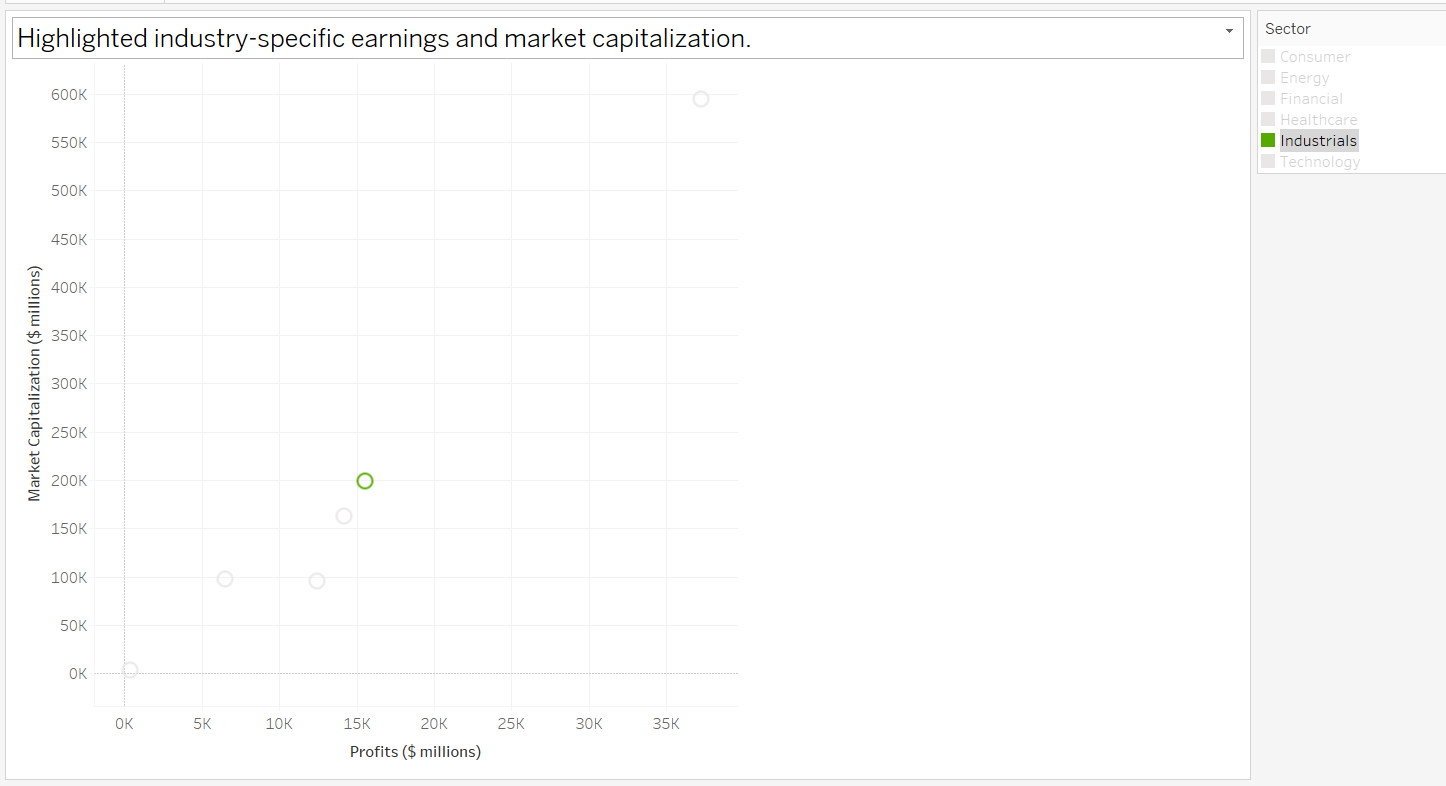 Highlighted industry-specific earnings and market capitalization.
Sector
Consumer
Energy
Financial
Healthcare
Industrials
Technology
Market Capitalization ($ millions)
600K
550K
500K
450K
400K
350K
300K
250K
200K
150K
100K
50K
0K
0K 5K 10K 15K 20K 25K 30K 35K
Profits ($ millions)